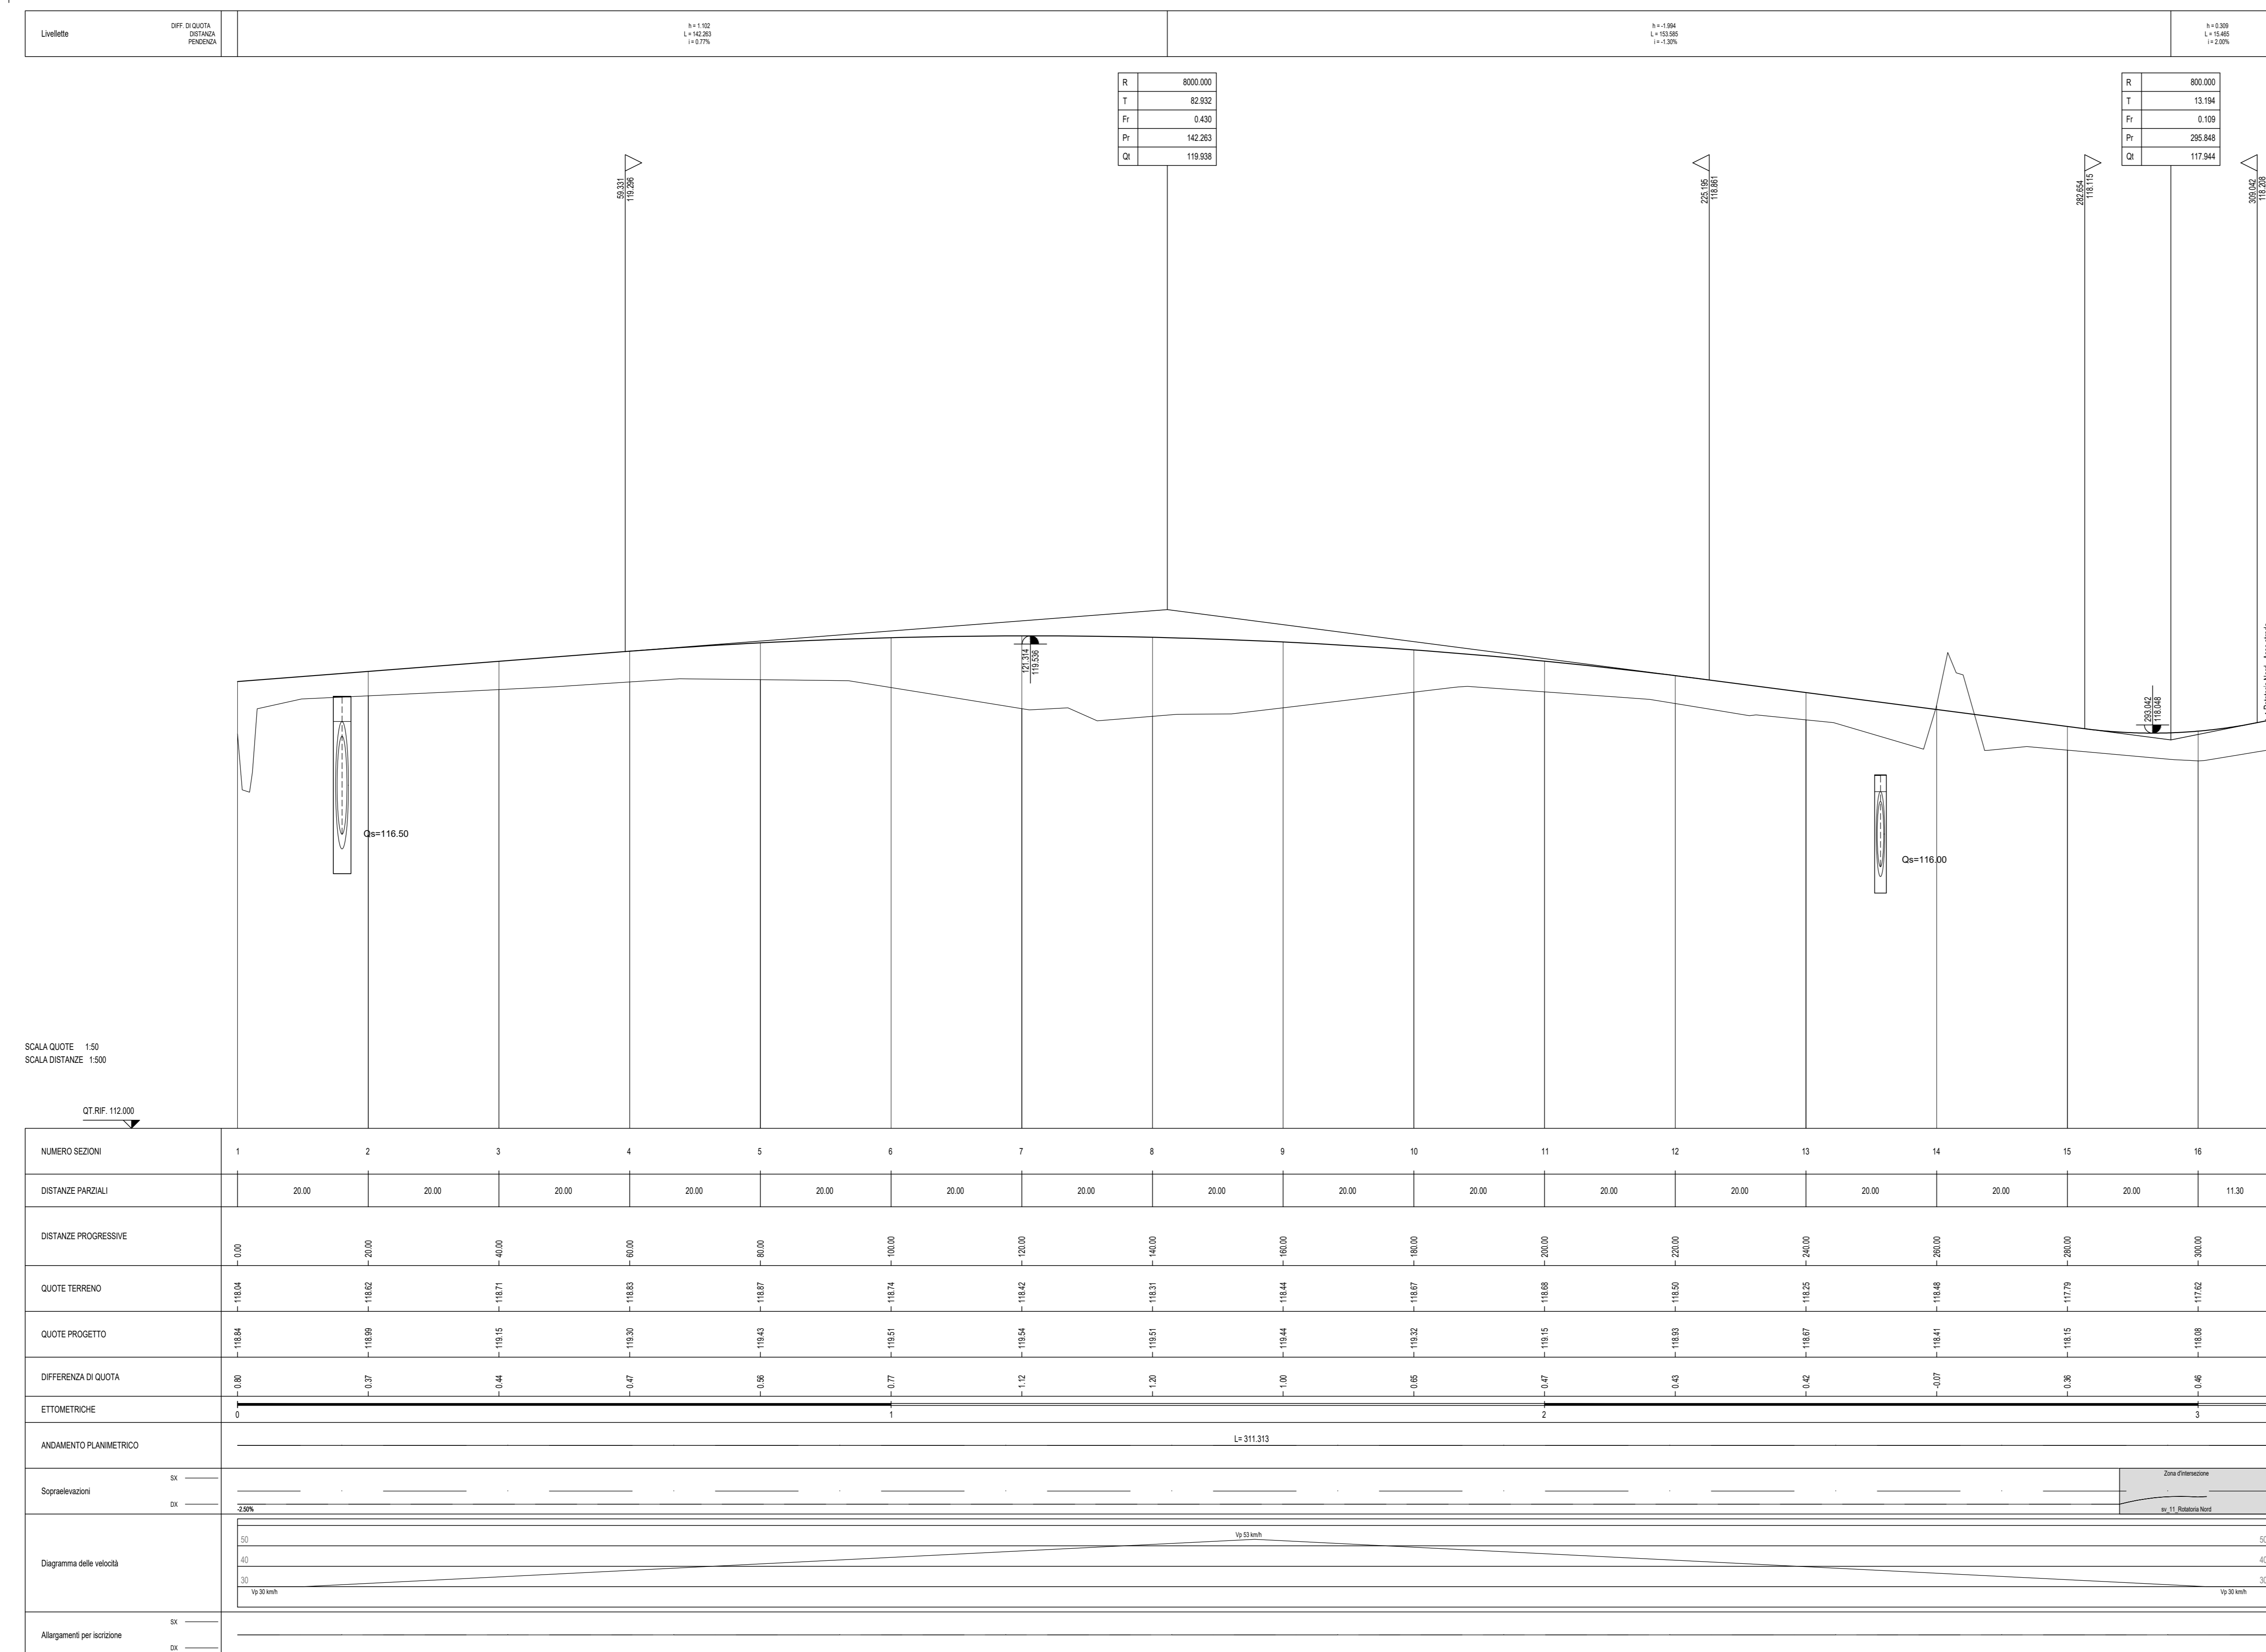 Livellette
DIFF. DI QUOTA
DISTANZA
PENDENZA
h = 1.102
L = 142.263
i = 0.77%
h = -1.994
L = 153.585
i = -1.30%
h = 0.309
L = 15.465
i = 2.00%
R 8000.000
T 82.932
Fr 0.430
Pr 142.263
Qt 119.938
R 800.000
T 13.194
Fr 0.109
Pr 295.848
Qt 117.944
59.331
119.296
225.195
118.861
282.654
118.115
309.042
118.208
121.314
119.536
293.042
118.048
Qs=116.50
Qs=116.00
SCALA QUOTE 1:50
SCALA DISTANZE 1:500
QT.RIF. 112.000
NUMERO SEZIONI 1 2 3 4 5 6 7 8 9 10 11 12 13 14 15 16
DISTANZE PARZIALI 20.00 20.00 20.00 20.00 20.00 20.00 20.00 20.00 20.00 20.00 20.00 20.00 20.00 20.00 20.00 11.30
DISTANZE PROGRESSIVE 0.00 20.00 40.00 60.00 80.00 100.00 120.00 140.00 160.00 180.00 200.00 220.00 240.00 260.00 280.00 300.00
QUOTE TERRENO 118.04 118.62 118.71 118.83 118.87 118.74 118.42 118.31 118.44 118.67 118.68 118.50 118.25 118.48 117.79 117.62
QUOTE PROGETTO 118.84 118.99 119.15 119.30 119.43 119.51 119.54 119.51 119.44 119.32 119.15 118.93 118.67 118.41 118.15 118.08
DIFFERENZA DI QUOTA 0.80 0.37 0.44 0.47 0.56 0.77 1.12 1.20 1.00 0.65 0.47 0.43 0.42 -0.07 0.36 0.46
ETTOMETRICHE
0 1 2 3
ANDAMENTO PLANIMETRICO
L= 311.313
Sopraelevazioni
SX
DX
-2.50%
Zona d'intersezione
sv_11_Rotatoria Nord
Diagramma delle velocità
50
40
30
Vp 30 km/h
Vp 53 km/h
50
40
30
Vp 30 km/h
Allargamenti per iscrizione
SX
DX